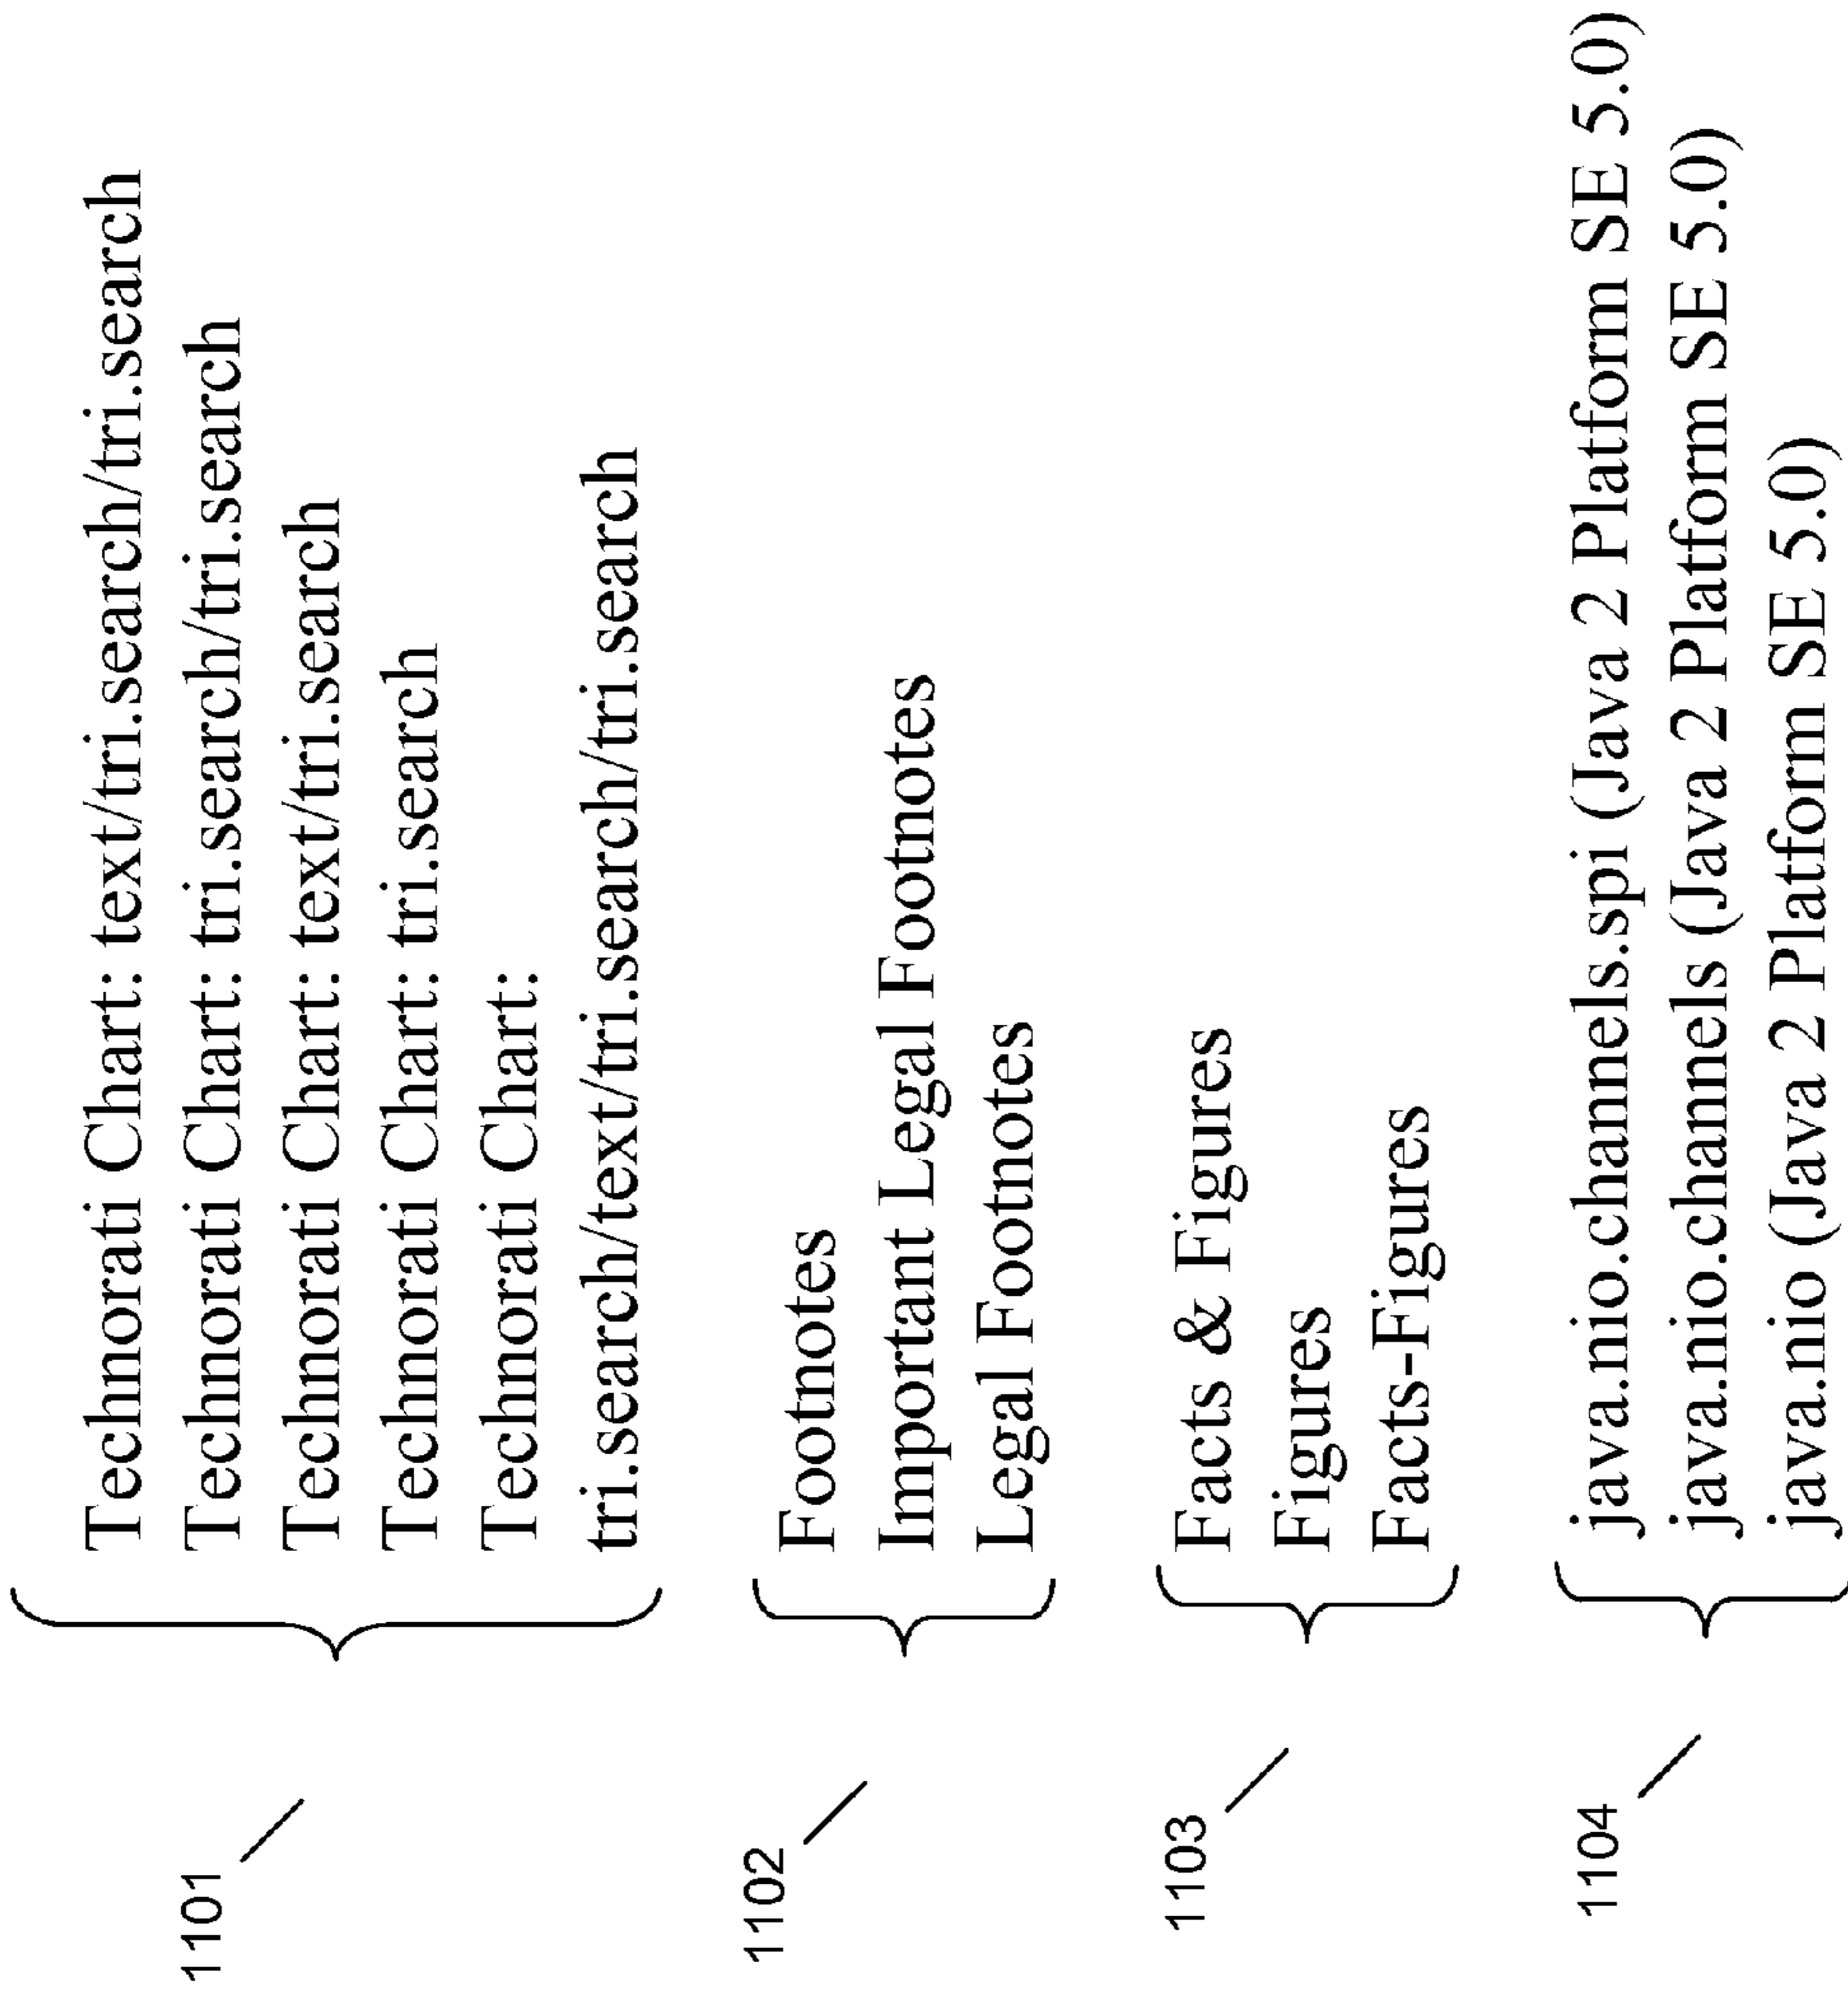 1101
Technorati Chart: text/tri.search/tri.search
Technorati Chart: tri.search/tri.search
Technorati Chart: text/tri.search
Technorati Chart: tri.search
Technorati Chart:
tri.search/text/tri.search/tri.search
1102
Footnotes
Important Legal Footnotes
Legal Footnotes
1103
Facts & Figures
Figures
Facts-Figures
1104
java.nio.channels.spi (Java 2 Platform SE 5.0)
java.nio.channels (Java 2 Platform SE 5.0)
java.nio (Java 2 Platform SE 5.0)